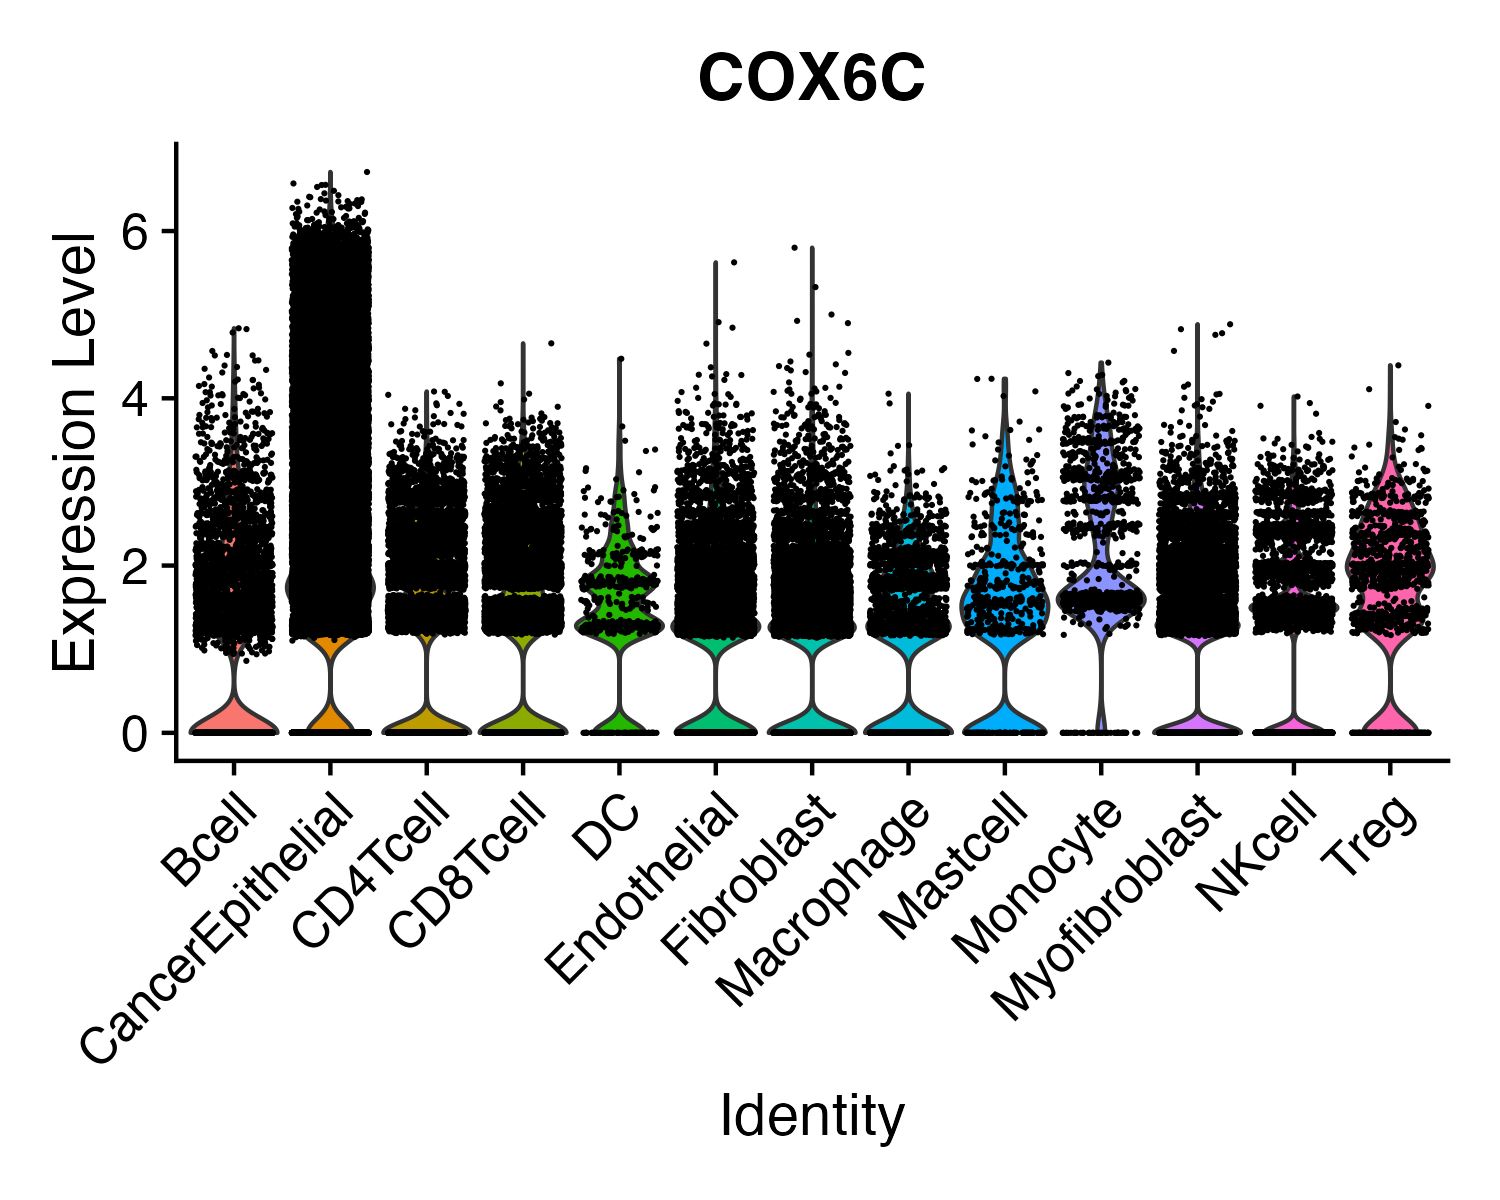 COX6C
Expression Level
6
4
2
0
Bcell
CancerEpithelial
CD4Tcell
CD8Tcell
DC
Endothelial
Fibroblast
Macrophage
Mastcell
Monocyte
Myofibroblast
NKcell
Treg
Identity